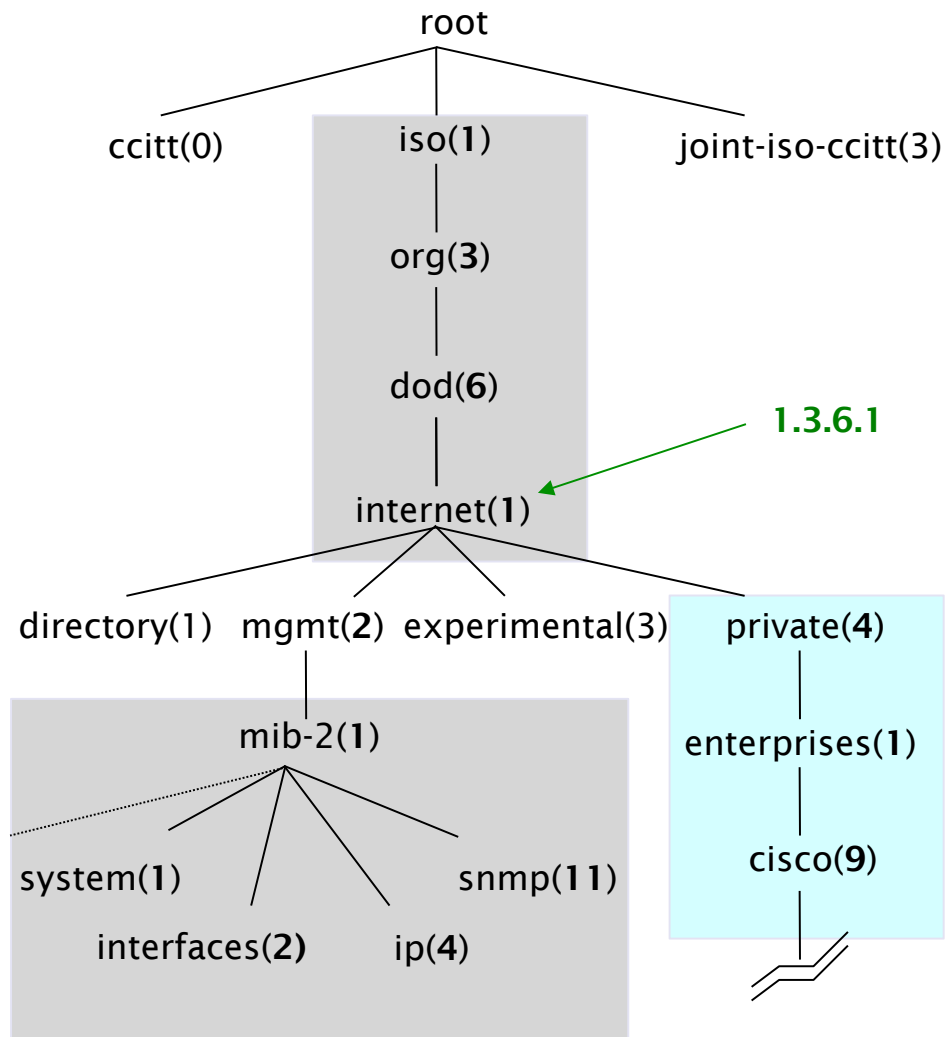 root
ccitt(0) iso(1) joint-iso-ccitt(3)
org(3)
dod(6)
1.3.6.1
internet(1)
directory(1) mgmt(2) experimental(3) private(4)
mib-2(1) enterprises(1)
system(1) snmp(11) cisco(9)
interfaces(2) ip(4)